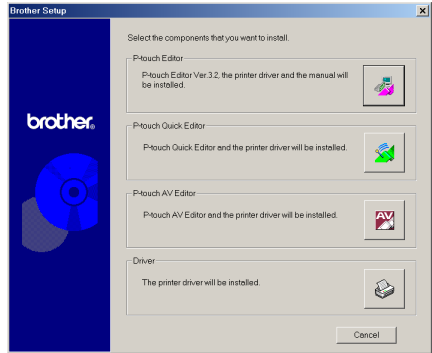 Brother Setup
Select the components that you want to install.
P-touch Editor
P-touch Editor Ver.3.2, the printer driver and the manual will
be installed.
brother®
P-touch Quick Editor
P-touch Quick Editor and the printer driver will be installed.
P-touch AV Editor
P-touch AV Editor and the printer driver will be installed.
AV
Driver
The printer driver will be installed.
Cancel